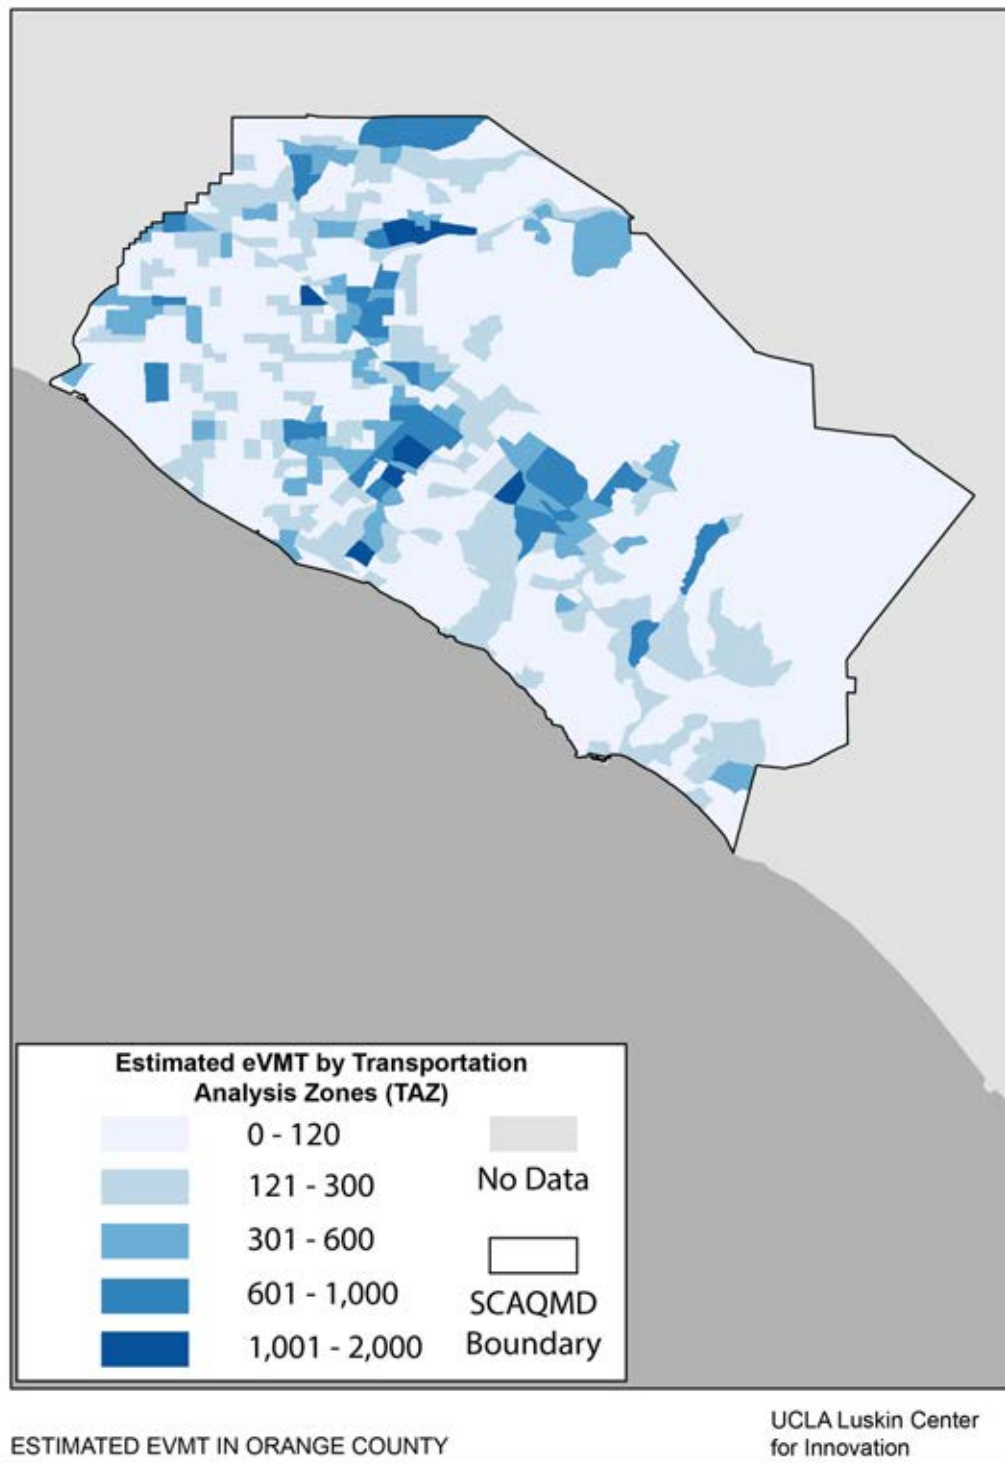 Estimated eVMT by Transportation
Analysis Zones (TAZ)
0 - 120
121 - 300
301 - 600
601 - 1,000
1,001 - 2,000
No Data
SCAQMD
Boundary
ESTIMATED EVMT IN ORANGE COUNTY
UCLA Luskin Center
for Innovation